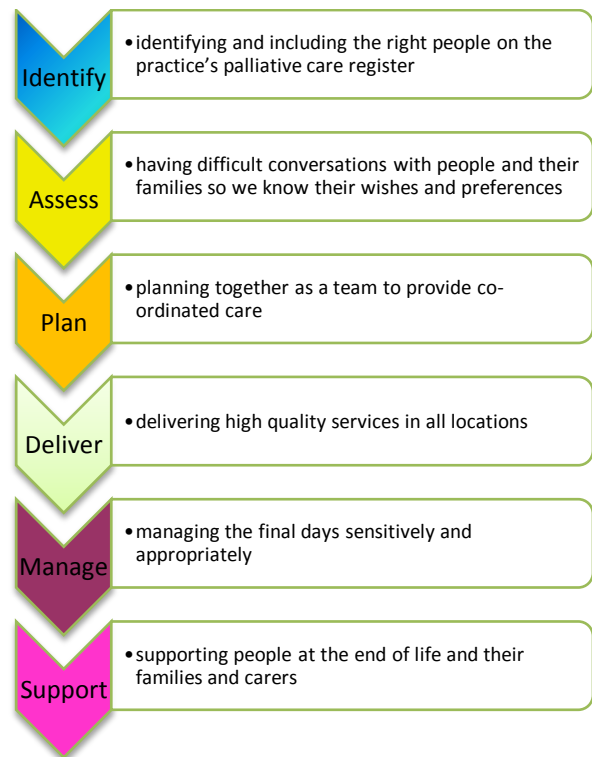 Identify
•identifying and including the right people on the
practice’s palliative care register
Assess
•having difficult conversations with people and their
families so we know their wishes and preferences
Plan
•planning together as a team to provide co-
ordinated care
Deliver
•delivering high quality services in all locations
Manage
•managing the final days sensitively and
appropriately
Support
•supporting people at the end of life and their
families and carers